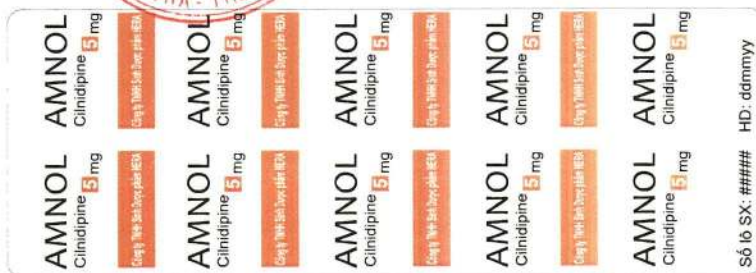 AMNOL
Cilnidipine 5 mg
Công ty TNHH Sinh Dược phẩm HERA
AMNOL
Cilnidipine 5 mg
Công ty TNHH Sinh Dược phẩm HERA
AMNOL
Cilnidipine 5 mg
Công ty TNHH Sinh Dược phẩm HERA
AMNOL
Cilnidipine 5 mg
Công ty TNHH Sinh Dược phẩm HERA
AMNOL
Cilnidipine 5 mg
AMNOL
Cilnidipine 5 mg
Công ty TNHH Sinh Dược phẩm HERA
AMNOL
Cilnidipine 5 mg
Công ty TNHH Sinh Dược phẩm HERA
AMNOL
Cilnidipine 5 mg
Công ty TNHH Sinh Dược phẩm HERA
AMNOL
Cilnidipine 5 mg
Công ty TNHH Sinh Dược phẩm HERA
AMNOL
Cilnidipine 5 mg
Số lô SX: ##### HD: ddmmyy